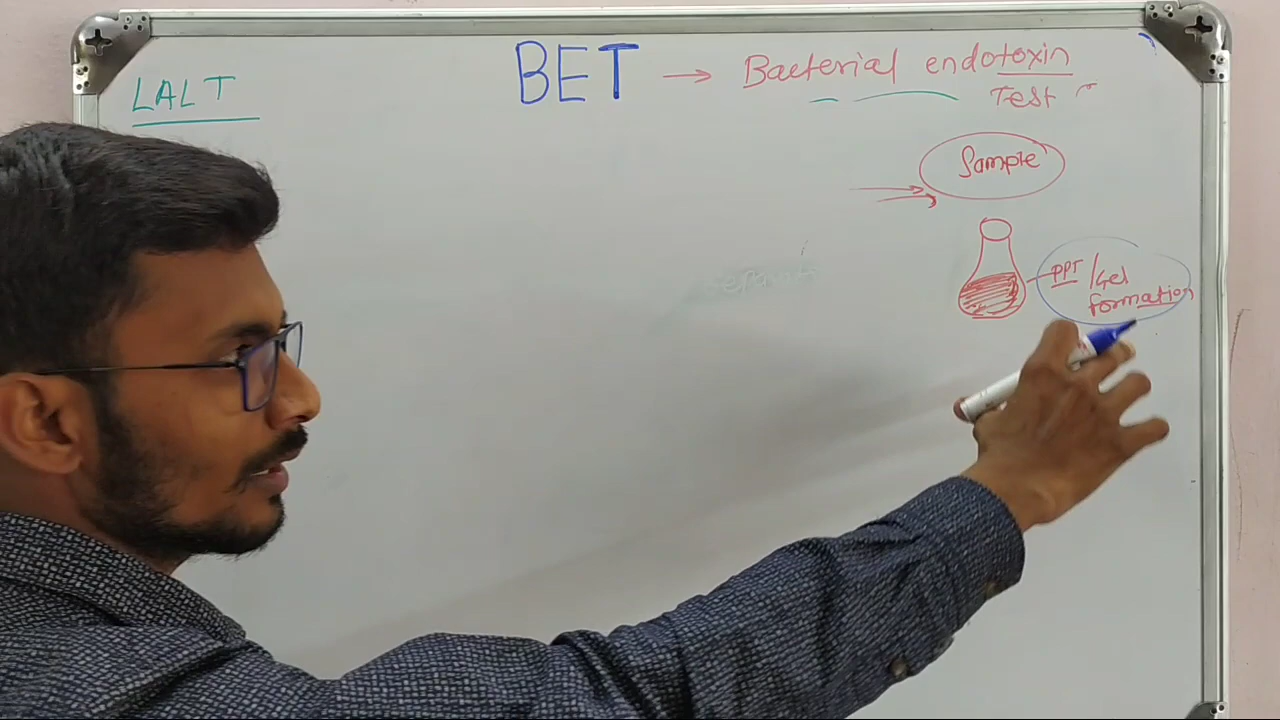 LALT
BET → Bacterial endotoxin
Test
Sample
PPT / Gel
formation